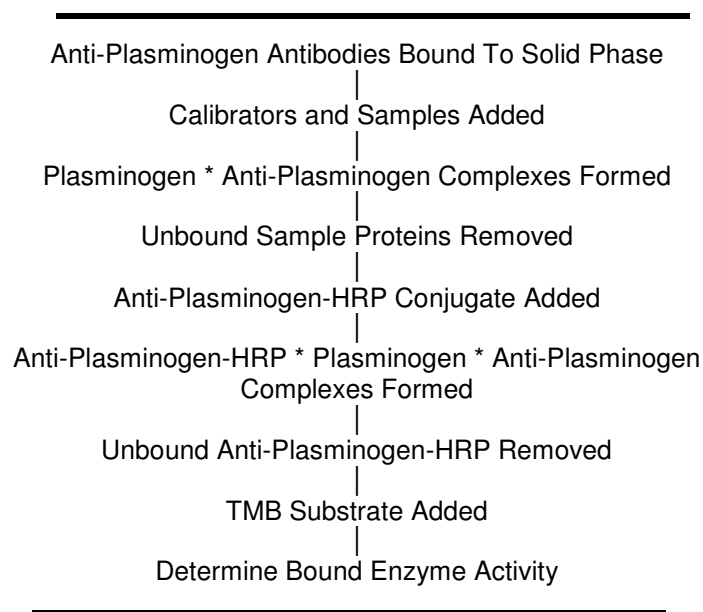 Anti-Plasminogen Antibodies Bound To Solid Phase
|
Calibrators and Samples Added
|
Plasminogen * Anti-Plasminogen Complexes Formed
|
Unbound Sample Proteins Removed
|
Anti-Plasminogen-HRP Conjugate Added
|
Anti-Plasminogen-HRP * Plasminogen * Anti-Plasminogen
Complexes Formed
|
Unbound Anti-Plasminogen-HRP Removed
|
TMB Substrate Added
|
Determine Bound Enzyme Activity